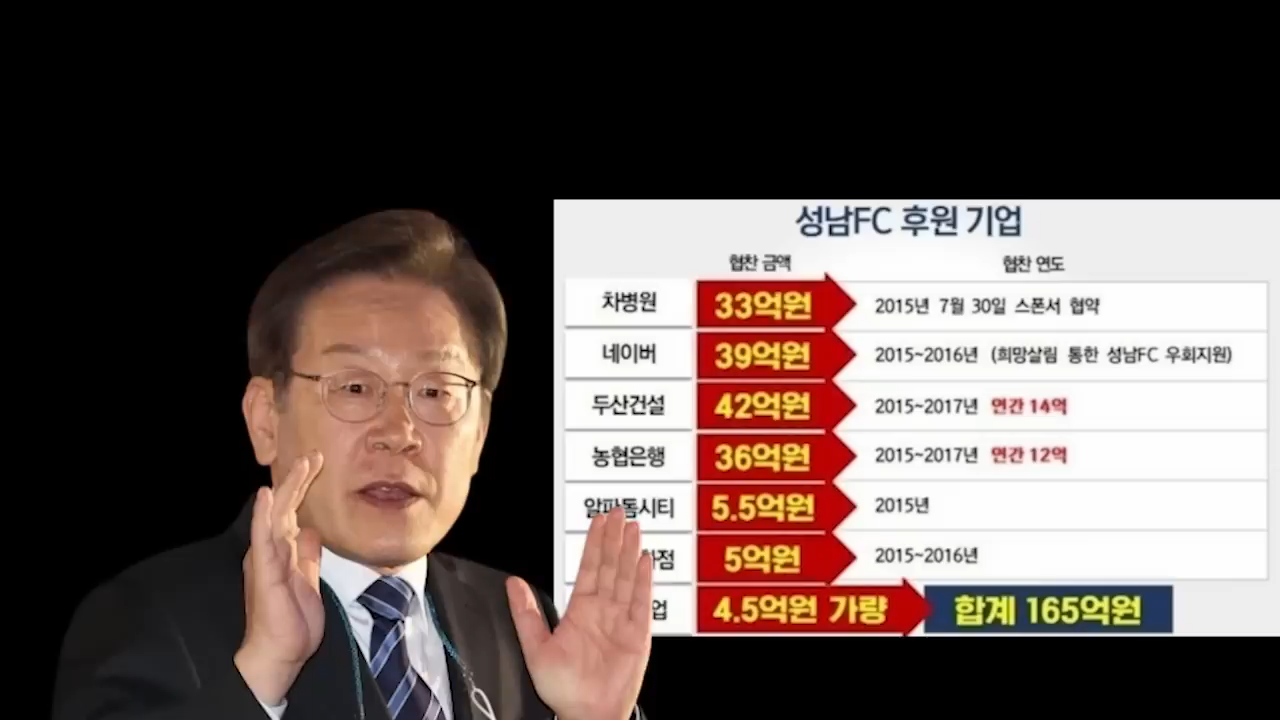 성남FC 후원 기업
협찬 금액 협찬 연도
차병원 33억원 2015년 7월 30일 스폰서 협약
네이버 39억원 2015~2016년 (희망살림 통한 성남FC 우회지원)
두산건설 42억원 2015~2017년 연간 14억
농협은행 36억원 2015~2017년 연간 12억
알파돔시티 5.5억원 2015년
5억원 2015~2016년
4.5억원 가량 합계 165억원